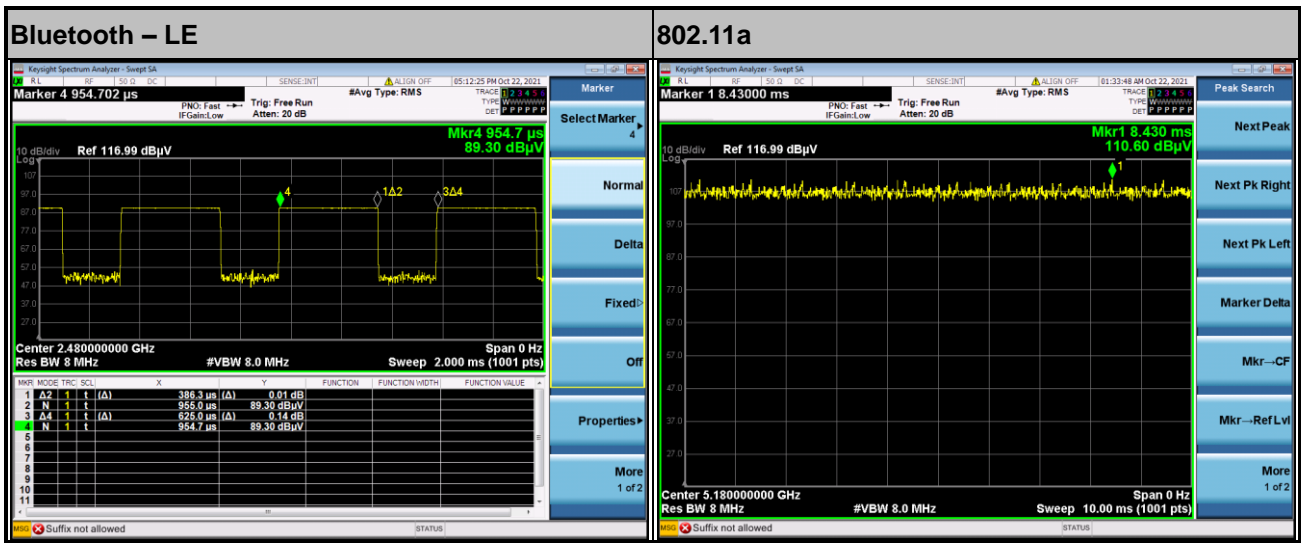 Bluetooth – LE
Keysight Spectrum Analyzer - Swept SA
RL RF 50 Ω DC SENSE:INT ALIGN OFF 05:12:25 PM Oct 22, 2021
Marker 4 954.702 µs #Avg Type: RMS TRACE 1 2 3 4 5 6
PNO: Fast Trig: Free Run TYPE WWWWWW
IFGain:Low Atten: 20 dB DET P P P P P P
Mkr4 954.7 µs
10 dB/div Ref 116.99 dBµV 89.30 dBµV
Log
107
97.0
87.0
77.0
67.0
57.0
47.0
37.0
27.0
4 1Δ2 3Δ4
Center 2.480000000 GHz Span 0 Hz
Res BW 8 MHz #VBW 8.0 MHz Sweep 2.000 ms (1001 pts)
MKR MODE TRC SCL X Y FUNCTION FUNCTION WIDTH FUNCTION VALUE
1 Δ2 1 t (Δ) 386.3 µs (Δ) 0.01 dB
2 N 1 t 955.0 µs 89.30 dBµV
3 Δ4 1 t (Δ) 625.0 µs (Δ) 0.14 dB
4 N 1 t 954.7 µs 89.30 dBµV
5
6
7
8
9
10
11
MSG Suffix not allowed STATUS
Marker
Select Marker
4
Normal
Delta
Fixed
Off
Properties
More
1 of 2
802.11a
Keysight Spectrum Analyzer - Swept SA
RL RF 50 Ω DC SENSE:INT ALIGN OFF 01:33:48 AM Oct 22, 2021
Marker 1 8.43000 ms #Avg Type: RMS TRACE 1 2 3 4 5 6
PNO: Fast Trig: Free Run TYPE WWWWWW
IFGain:Low Atten: 20 dB DET P P P P P P
Mkr1 8.430 ms
10 dB/div Ref 116.99 dBµV 110.60 dBµV
Log
1
107
97.0
87.0
77.0
67.0
57.0
47.0
37.0
27.0
Center 5.180000000 GHz Span 0 Hz
Res BW 8 MHz #VBW 8.0 MHz Sweep 10.00 ms (1001 pts)
MSG Suffix not allowed STATUS
Peak Search
Next Peak
Next Pk Right
Next Pk Left
Marker Delta
Mkr→CF
Mkr→Ref Lvl
More
1 of 2